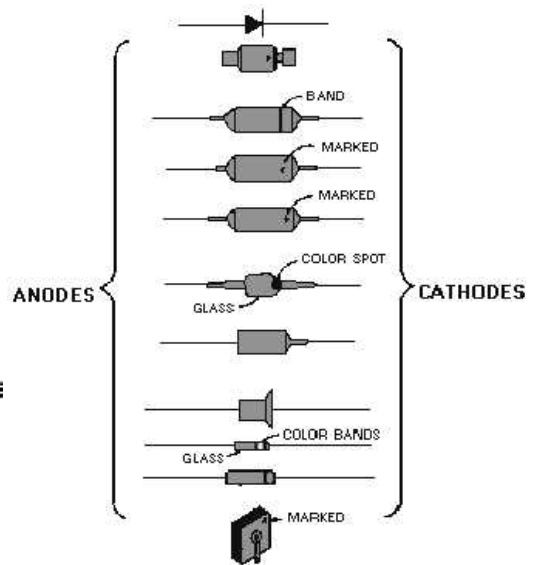 BAND
MARKED
MARKED
COLOR SPOT
ANODES
CATHODES
GLASS
COLOR BANDS
GLASS
MARKED